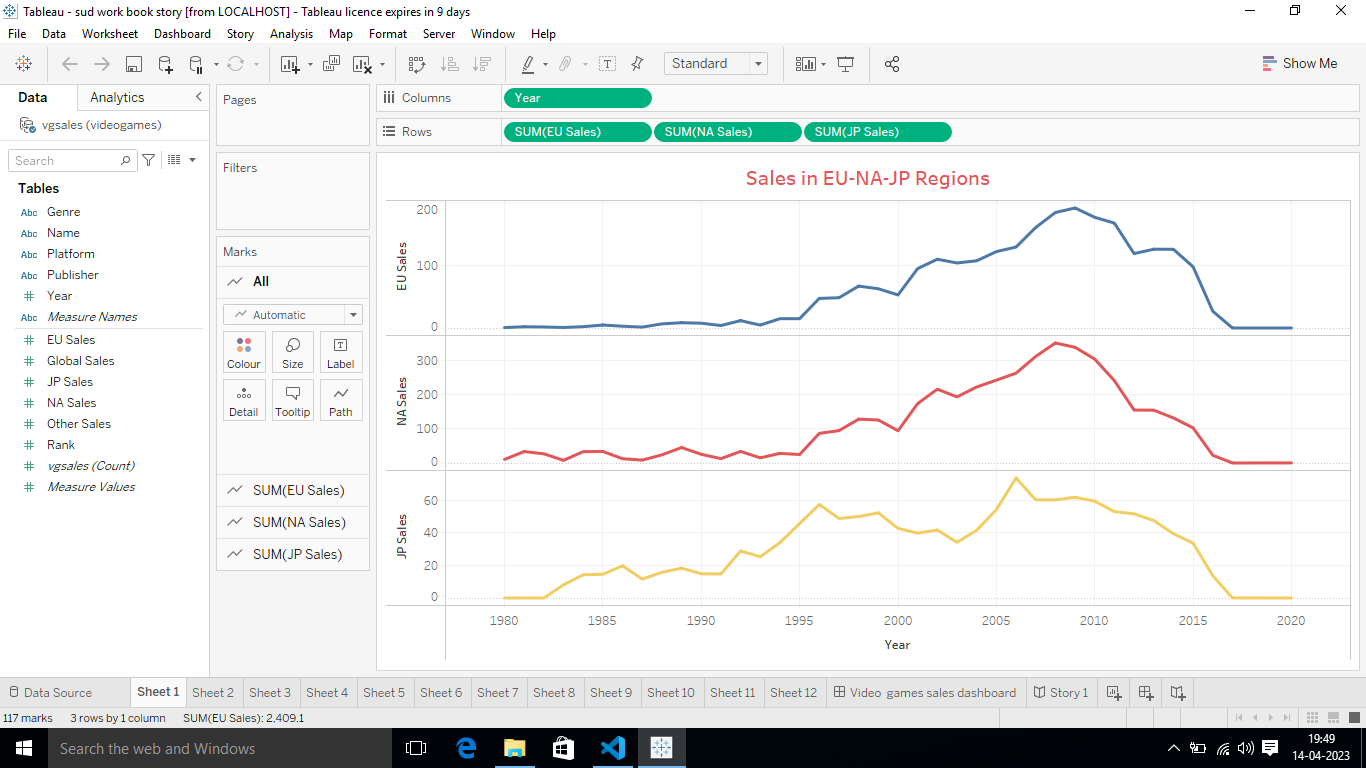 Tableau - sud work book story [from LOCALHOST] - Tableau licence expires in 9 days
File Data Worksheet Dashboard Story Analysis Map Format Server Window Help
Standard
Show Me
Data Analytics
vgsales (videogames)
Search
Tables
Abc Genre
Abc Name
Abc Platform
Abc Publisher
Year
Abc Measure Names
EU Sales
Global Sales
JP Sales
NA Sales
Other Sales
Rank
vgsales (Count)
Measure Values
Pages
Filters
Marks
All
Automatic
Colour Size Label
Detail Tooltip Path
SUM(EU Sales)
SUM(NA Sales)
SUM(JP Sales)
Columns Year
Rows SUM(EU Sales) SUM(NA Sales) SUM(JP Sales)
Sales in EU-NA-JP Regions
EU Sales
200
100
0
NA Sales
300
200
100
0
JP Sales
60
40
20
0
1980 1985 1990 1995 2000 2005 2010 2015 2020
Year
Data Source Sheet 1 Sheet 2 Sheet 3 Sheet 4 Sheet 5 Sheet 6 Sheet 7 Sheet 8 Sheet 9 Sheet 10 Sheet 11 Sheet 12 Video games sales dashboard Story 1
117 marks 3 rows by 1 column SUM(EU Sales): 2,409.1
Search the web and Windows
19:49
14-04-2023